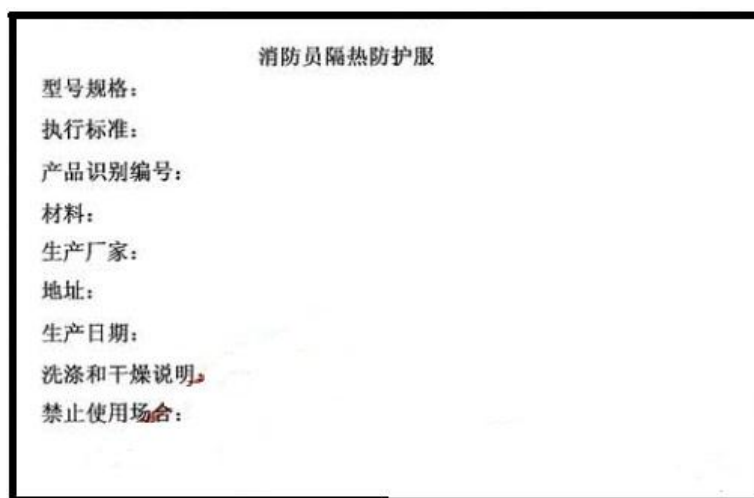 消防员隔热防护服
型号规格：
执行标准：
产品识别编号：
材料：
生产厂家：
地址：
生产日期：
洗涤和干燥说明：
禁止使用场合：